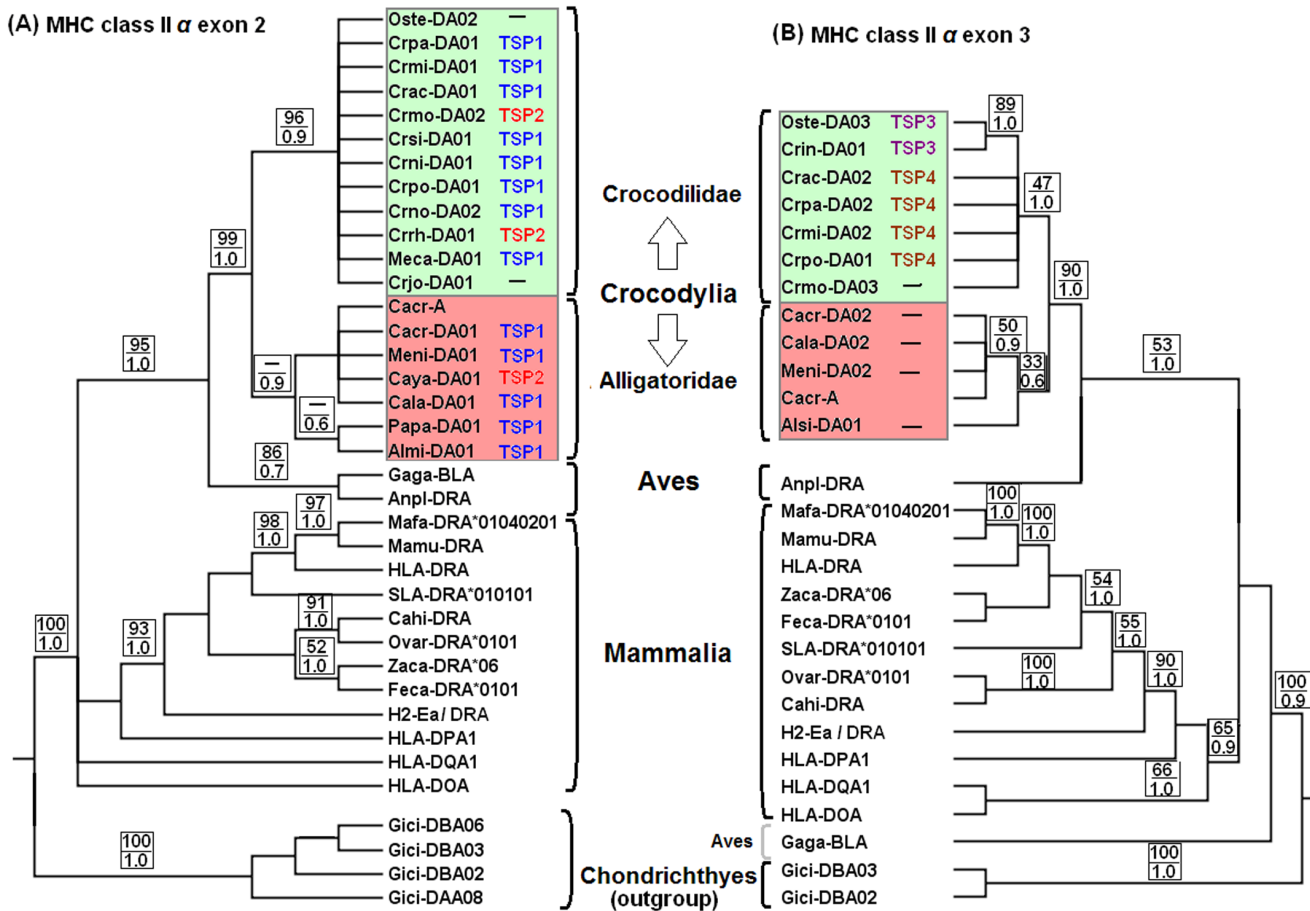 (A) MHC class II α exon 2
Oste-DA02 —
Crpa-DA01 TSP1
Crmi-DA01 TSP1
Crac-DA01 TSP1
Crmo-DA02 TSP2
Crsi-DA01 TSP1
Crni-DA01 TSP1
Crpo-DA01 TSP1
Crno-DA02 TSP1
Crrh-DA01 TSP2
Meca-DA01 TSP1
Crjo-DA01 —
Cacr-A
Cacr-DA01 TSP1
Meni-DA01 TSP1
Caya-DA01 TSP2
Cala-DA01 TSP1
Papa-DA01 TSP1
Almi-DA01 TSP1
Gaga-BLA
Anpl-DRA
Mafa-DRA*01040201
Mamu-DRA
HLA-DRA
SLA-DRA*010101
Cahi-DRA
Ovar-DRA*0101
Zaca-DRA*06
Feca-DRA*0101
H2-Ea/ DRA
HLA-DPA1
HLA-DQA1
HLA-DOA
Gici-DBA06
Gici-DBA03
Gici-DBA02
Gici-DAA08
96
0.9
99
1.0
95
1.0
—
0.9
—
0.6
86
0.7
97
1.0
98
1.0
91
1.0
52
1.0
93
1.0
100
1.0
100
1.0
Crocodilidae
Crocodylia
Alligatoridae
Aves
Mammalia
Aves
Chondrichthyes
(outgroup)
(B) MHC class II α exon 3
Oste-DA03 TSP3
Crin-DA01 TSP3
Crac-DA02 TSP4
Crpa-DA02 TSP4
Crmi-DA02 TSP4
Crpo-DA01 TSP4
Crmo-DA03 —
Cacr-DA02 —
Cala-DA02 —
Meni-DA02 —
Cacr-A
Alsi-DA01 —
Anpl-DRA
Mafa-DRA*01040201
Mamu-DRA
HLA-DRA
Zaca-DRA*06
Feca-DRA*0101
SLA-DRA*010101
Ovar-DRA*0101
Cahi-DRA
H2-Ea / DRA
HLA-DPA1
HLA-DQA1
HLA-DOA
Gaga-BLA
Gici-DBA03
Gici-DBA02
89
1.0
47
1.0
90
1.0
50
0.9
33
0.6
53
1.0
100
1.0
100
1.0
54
1.0
55
1.0
100
1.0
90
1.0
100
0.9
65
0.9
66
1.0
100
1.0